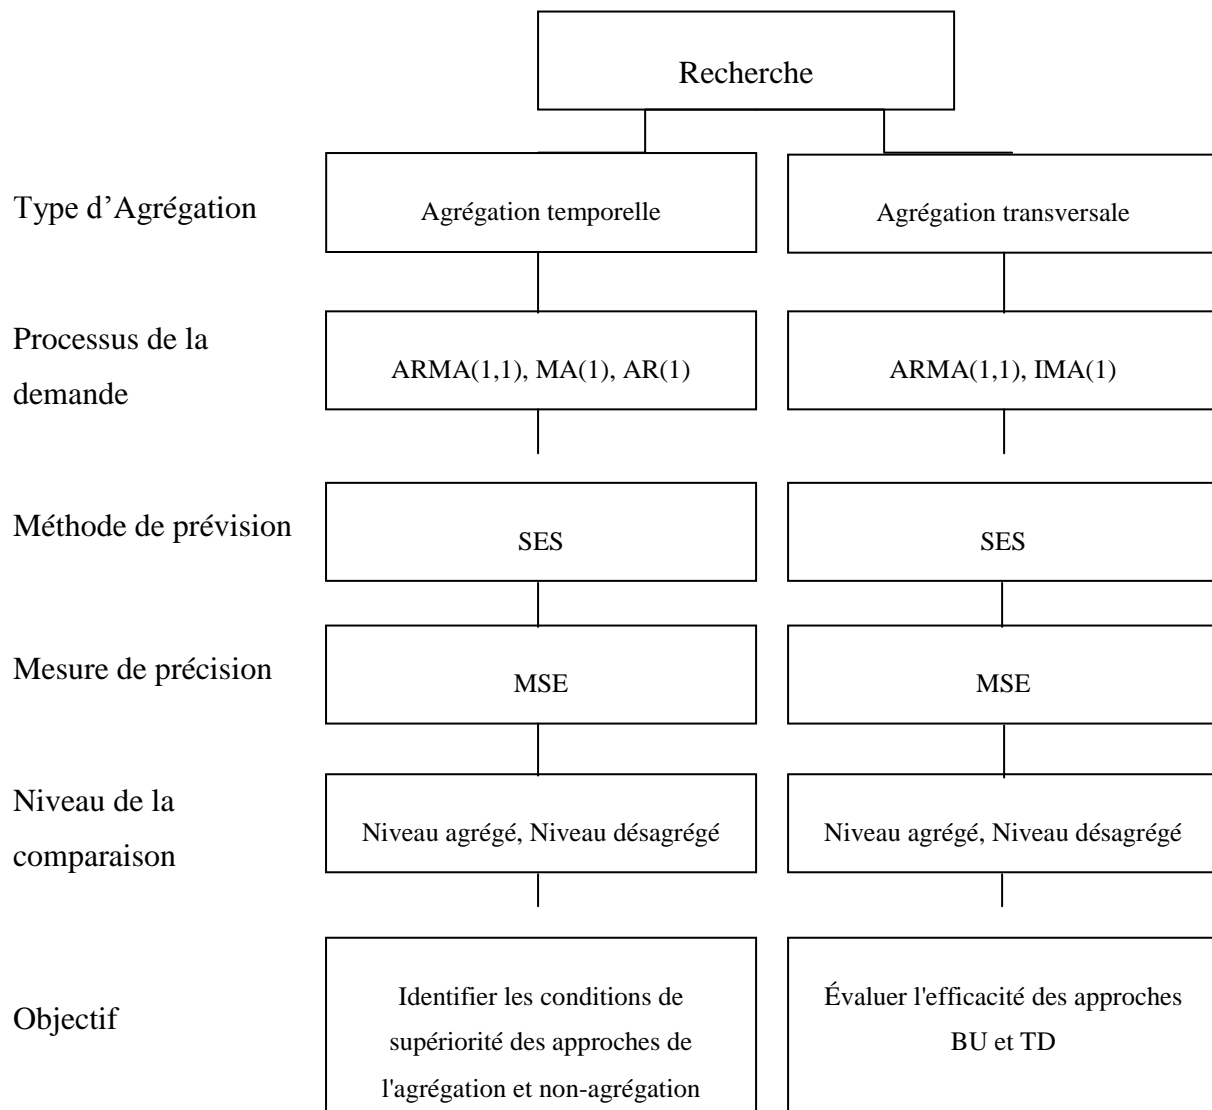 Recherche
Type d’Agrégation
Agrégation temporelle
Agrégation transversale
Processus de la
demande
ARMA(1,1), MA(1), AR(1)
ARMA(1,1), IMA(1)
Méthode de prévision
SES
SES
Mesure de précision
MSE
MSE
Niveau de la
comparaison
Niveau agrégé, Niveau désagrégé
Niveau agrégé, Niveau désagrégé
Objectif
Identifier les conditions de
supériorité des approches de
l'agrégation et non-agrégation
Évaluer l'efficacité des approches
BU et TD